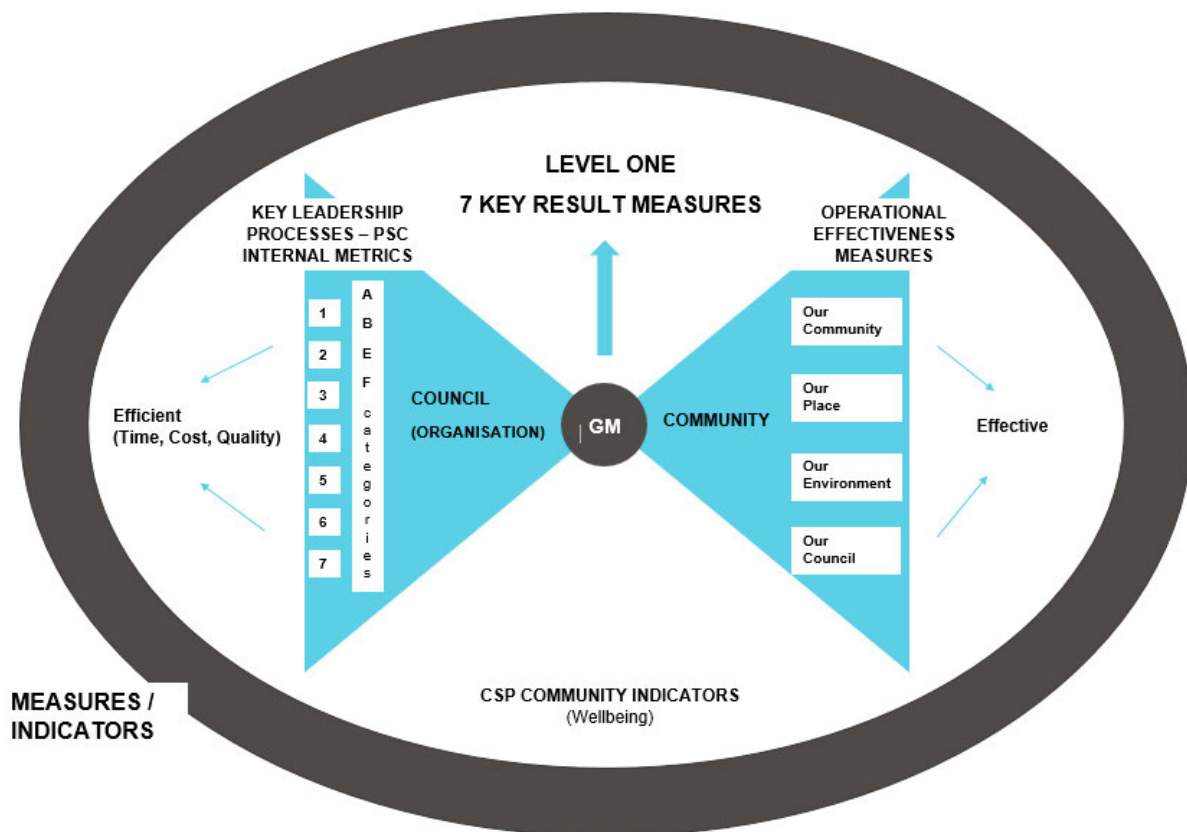 LEVEL ONE
7 KEY RESULT MEASURES
KEY LEADERSHIP
PROCESSES – PSC
INTERNAL METRICS
OPERATIONAL
EFFECTIVENESS
MEASURES
1
2
3
4
5
6
7
A
B
E
F
c
a
t
e
g
o
r
i
e
s
Efficient
(Time, Cost, Quality)
COUNCIL
(ORGANISATION)
GM
COMMUNITY
Our
Community
Our
Place
Our
Environment
Our
Council
Effective
CSP COMMUNITY INDICATORS
(Wellbeing)
MEASURES /
INDICATORS